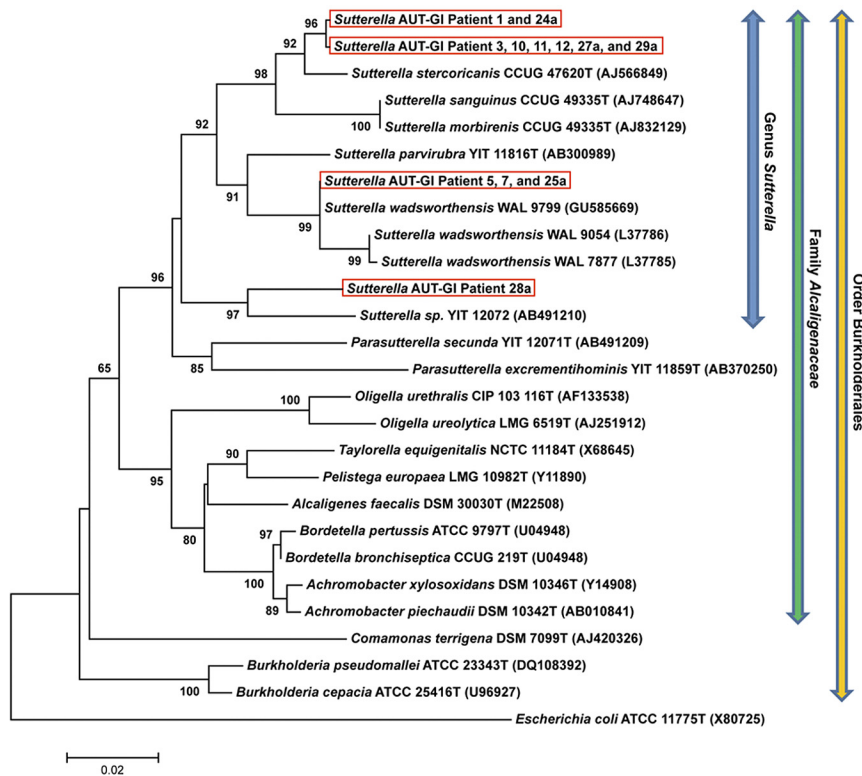 96
Sutterella AUT-GI Patient 1 and 24a
92
Sutterella AUT-GI Patient 3, 10, 11, 12, 27a, and 29a
98
Sutterella stercoricanis CCUG 47620T (AJ566849)
Sutterella sanguinus CCUG 49335T (AJ748647)
100
Sutterella morbirenis CCUG 49335T (AJ832129)
92
Sutterella parvirubra YIT 11816T (AB300989)
91
Sutterella AUT-GI Patient 5, 7, and 25a
Sutterella wadsworthensis WAL 9799 (GU585669)
99
Sutterella wadsworthensis WAL 9054 (L37786)
99
Sutterella wadsworthensis WAL 7877 (L37785)
96
Sutterella AUT-GI Patient 28a
97
Sutterella sp. YIT 12072 (AB491210)
Parasutterella secunda YIT 12071T (AB491209)
85
Parasutterella excrementihominis YIT 11859T (AB370250)
65
Oligella urethralis CIP 103 116T (AF133538)
100
Oligella ureolytica LMG 6519T (AJ251912)
90
Taylorella equigenitalis NCTC 11184T (X68645)
95
Pelistega europaea LMG 10982T (Y11890)
Alcaligenes faecalis DSM 30030T (M22508)
80
97
Bordetella pertussis ATCC 9797T (U04948)
Bordetella bronchiseptica CCUG 219T (U04948)
100
Achromobacter xylosoxidans DSM 10346T (Y14908)
89
Achromobacter piechaudii DSM 10342T (AB010841)
Comamonas terrigena DSM 7099T (AJ420326)
Burkholderia pseudomallei ATCC 23343T (DQ108392)
100
Burkholderia cepacia ATCC 25416T (U96927)
Escherichia coli ATCC 11775T (X80725)
0.02
Genus Sutterella
Family Alcaligenaceae
Order Burkholderiales